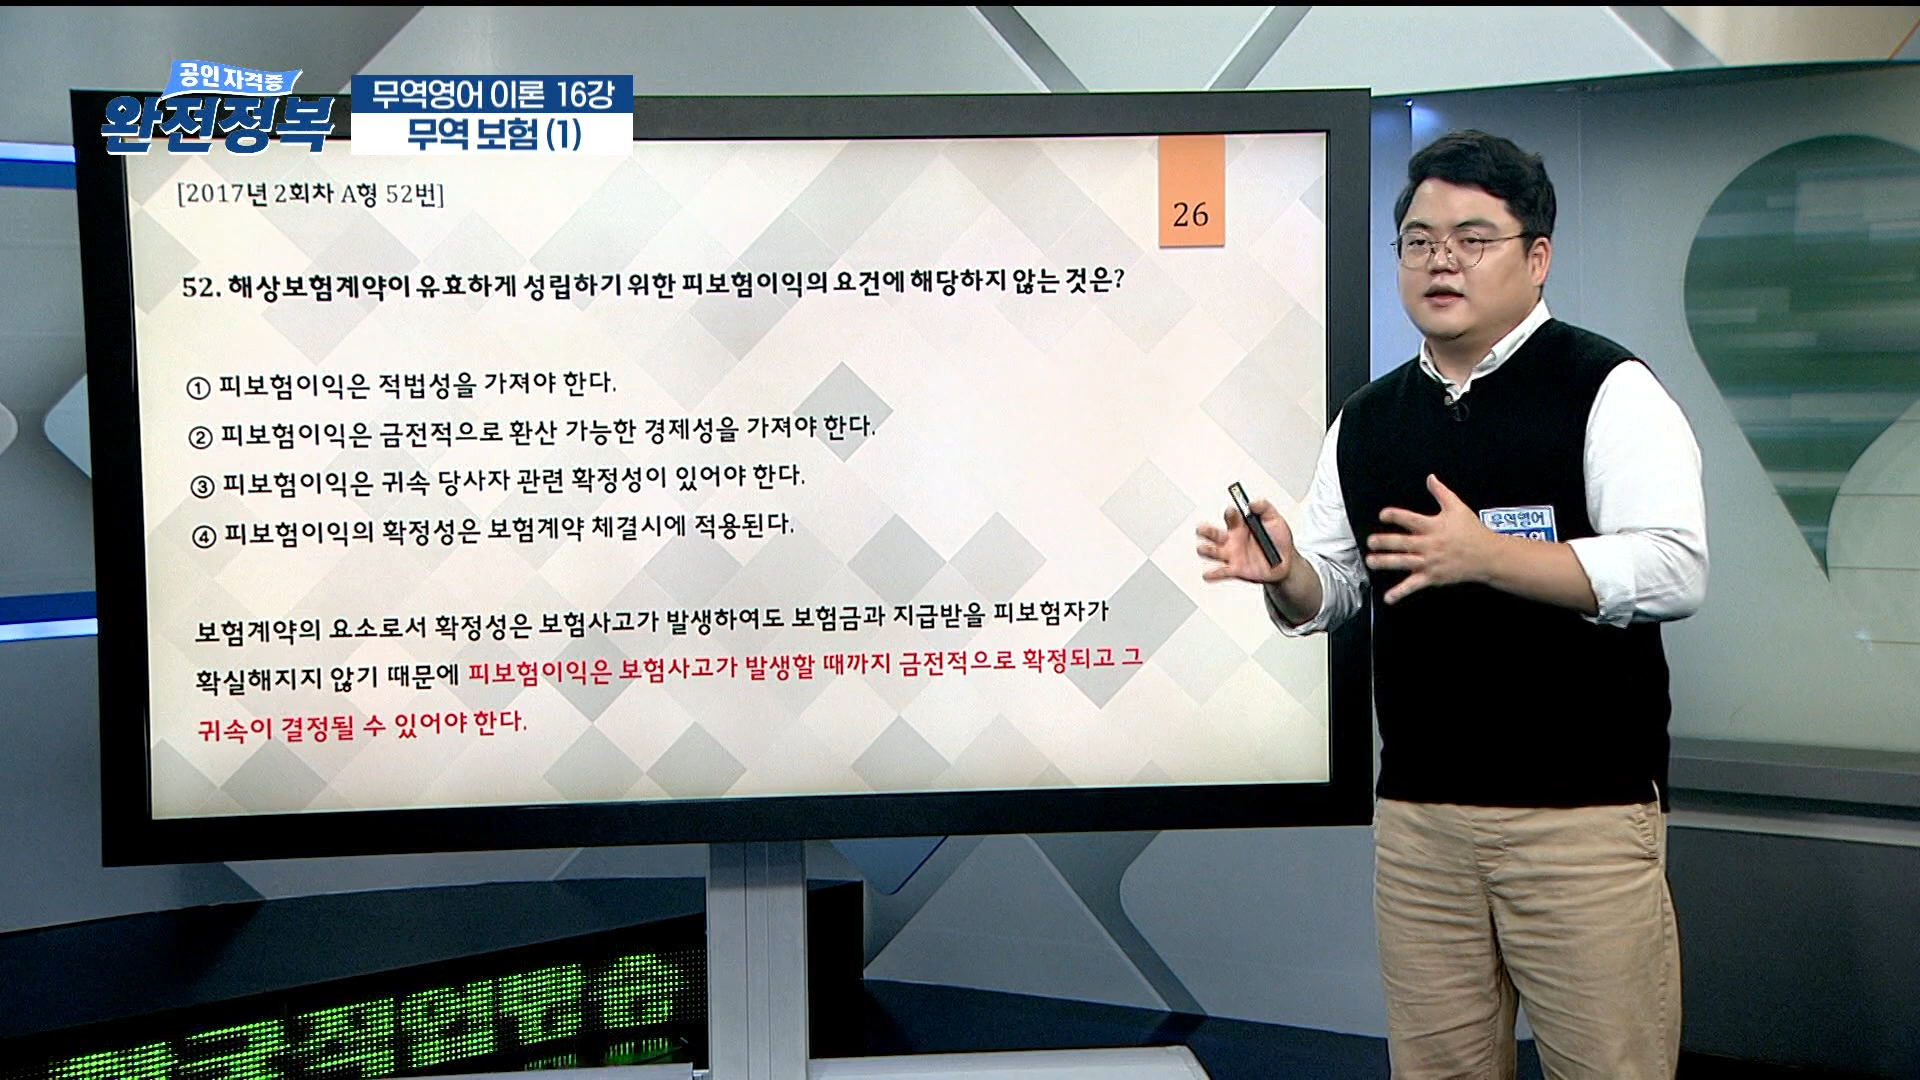 공인 자격증
완전정복
무역영어 이론 16강
무역 보험 (1)
[2017년 2회차 A형 52번]
26
52. 해상보험계약이 유효하게 성립하기 위한 피보험이익의 요건에 해당하지 않는 것은?
① 피보험이익은 적법성을 가져야 한다.
② 피보험이익은 금전적으로 환산 가능한 경제성을 가져야 한다.
③ 피보험이익은 귀속 당사자 관련 확정성이 있어야 한다.
④ 피보험이익의 확정성은 보험계약 체결시에 적용된다.
보험계약의 요소로서 확정성은 보험사고가 발생하여도 보험금과 지급받을 피보험자가
확실해지지 않기 때문에 피보험이익은 보험사고가 발생할 때까지 금전적으로 확정되고 그
귀속이 결정될 수 있어야 한다.
무역영어